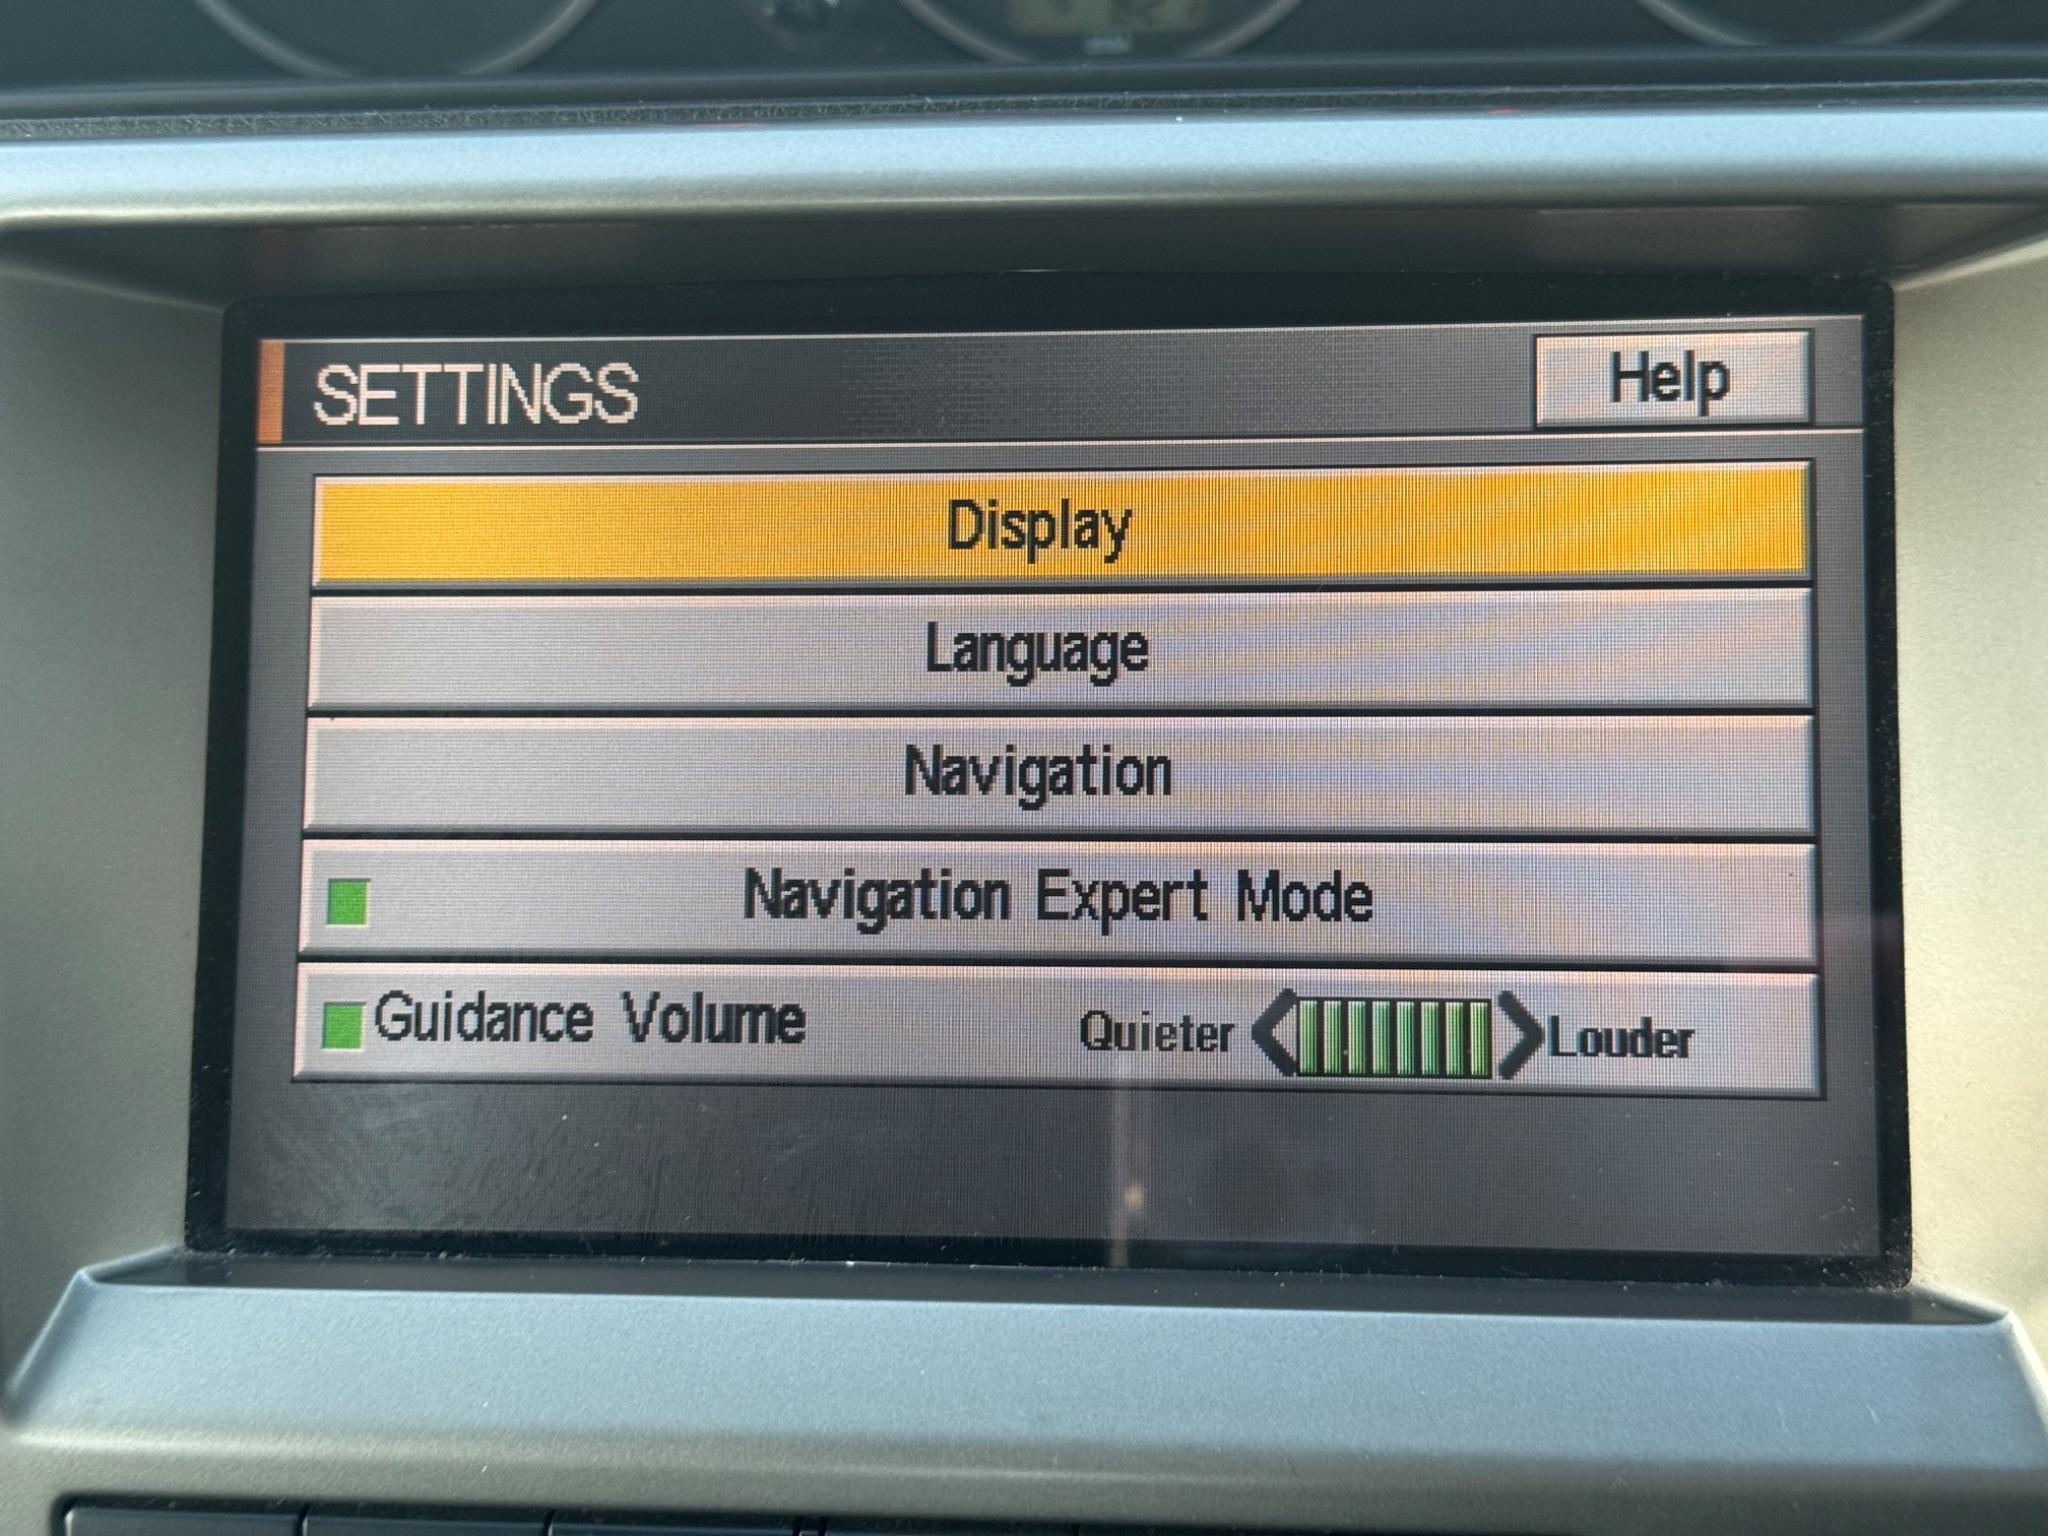 SETTINGS
Help
Display
Language
Navigation
Navigation Expert Mode
Guidance Volume Quieter Louder